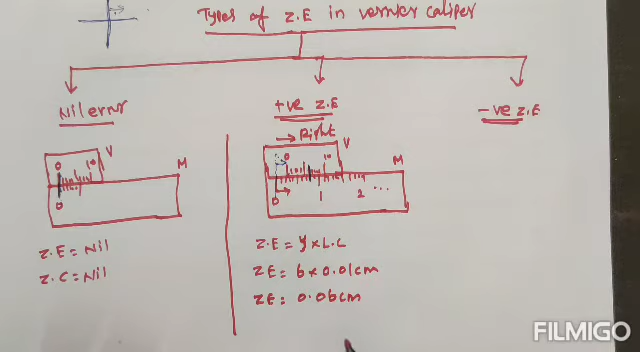 Types of Z.E in vernier caliper
Nil error
+ve Z.E
-ve Z.E
→ Right
0 10 V
M
0
0 10 V
M
0 1 2 ...
Z.E = Nil
Z.C = Nil
Z.E = y × L.C
ZE = 6 × 0.01cm
ZE = 0.06cm
FILMIGO